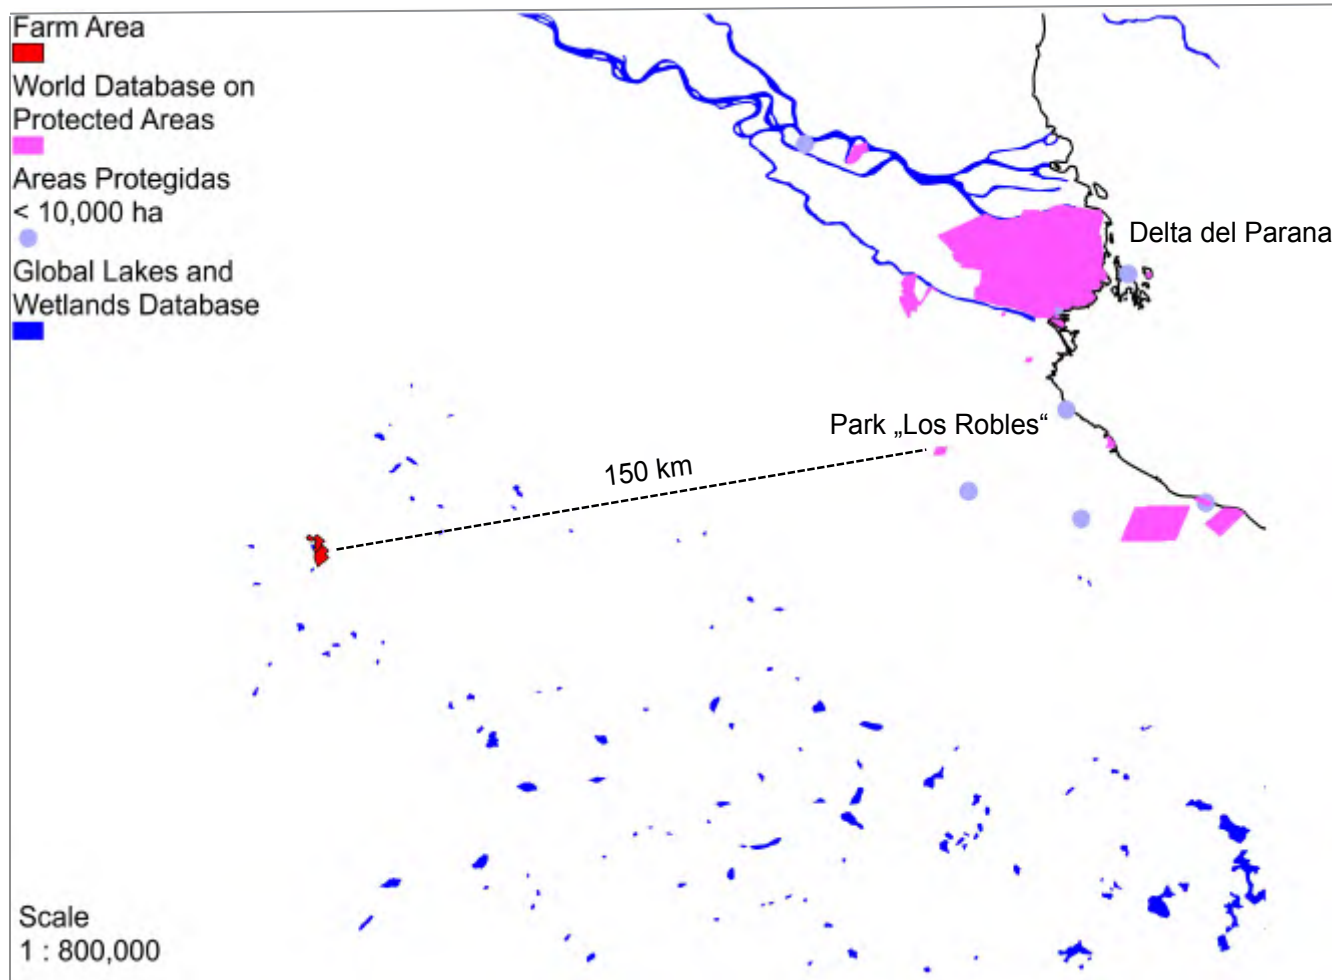 Farm Area
World Database on
Protected Areas
Areas Protegidas
< 10,000 ha
Global Lakes and
Wetlands Database
Delta del Parana
Park „Los Robles“
150 km
Scale
1 : 800,000